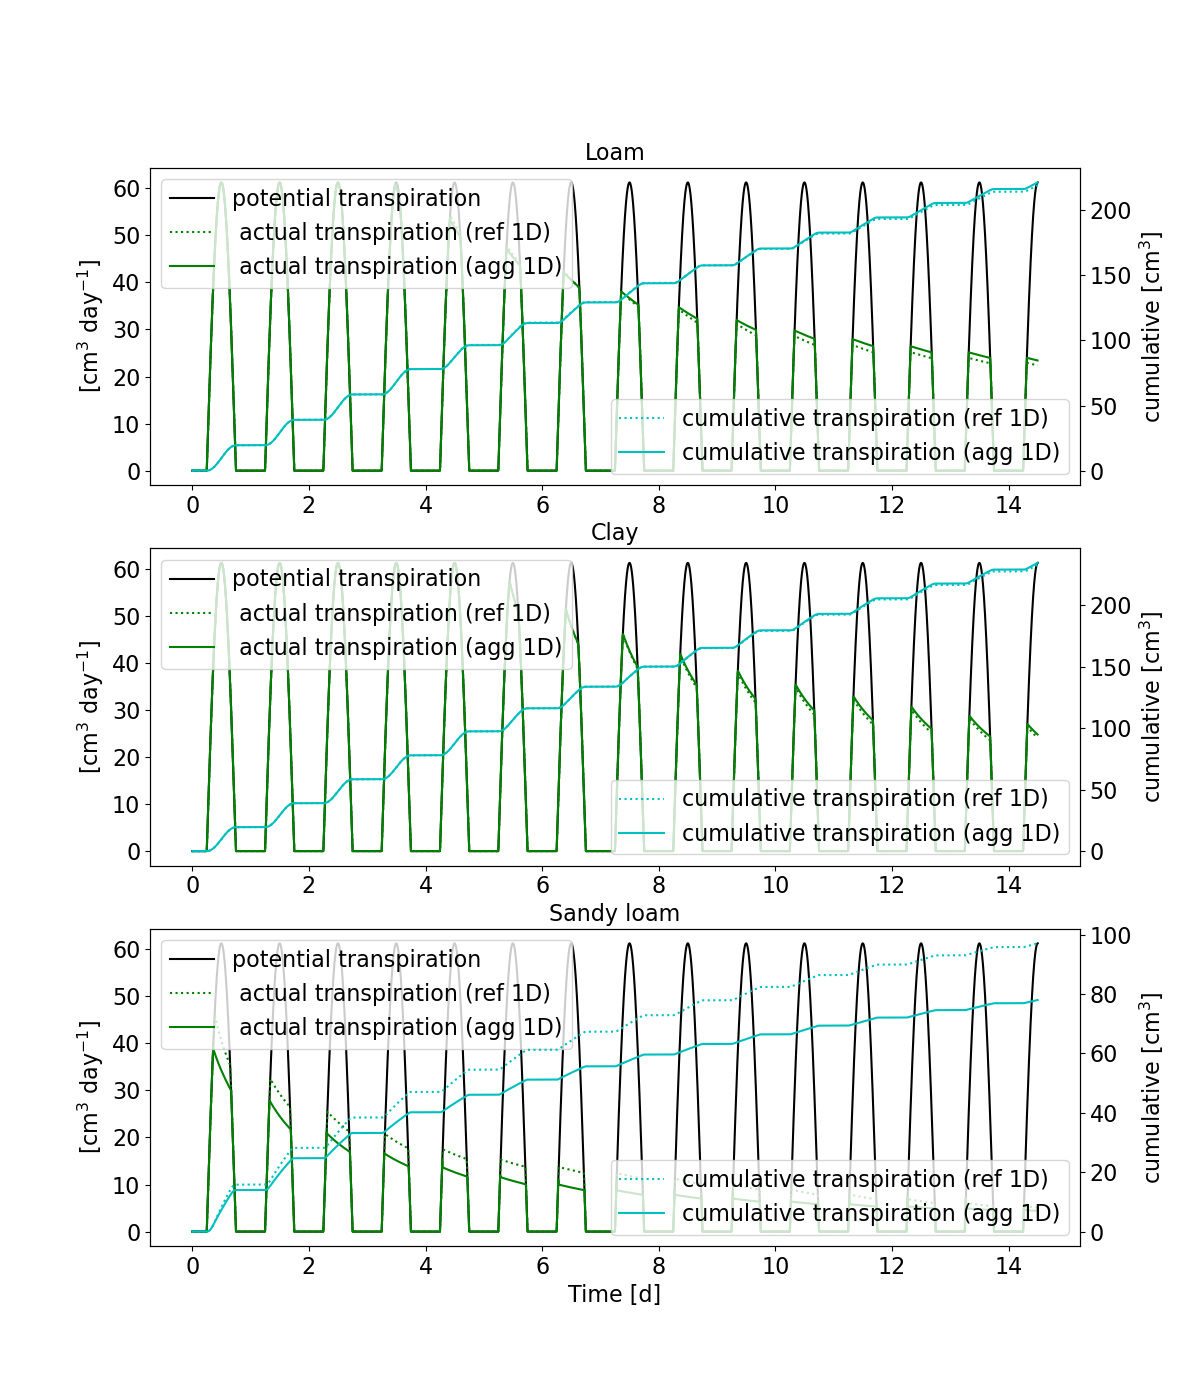 Loam
60
50
40
30
20
10
0
[cm³ day⁻¹]
potential transpiration
actual transpiration (ref 1D)
actual transpiration (agg 1D)
cumulative transpiration (ref 1D)
cumulative transpiration (agg 1D)
200
150
100
50
0
cumulative [cm³]
0 2 4 6 8 10 12 14
Clay
60
50
40
30
20
10
0
[cm³ day⁻¹]
potential transpiration
actual transpiration (ref 1D)
actual transpiration (agg 1D)
cumulative transpiration (ref 1D)
cumulative transpiration (agg 1D)
200
150
100
50
0
cumulative [cm³]
0 2 4 6 8 10 12 14
Sandy loam
60
50
40
30
20
10
0
[cm³ day⁻¹]
potential transpiration
actual transpiration (ref 1D)
actual transpiration (agg 1D)
cumulative transpiration (ref 1D)
cumulative transpiration (agg 1D)
100
80
60
40
20
0
cumulative [cm³]
0 2 4 6 8 10 12 14
Time [d]